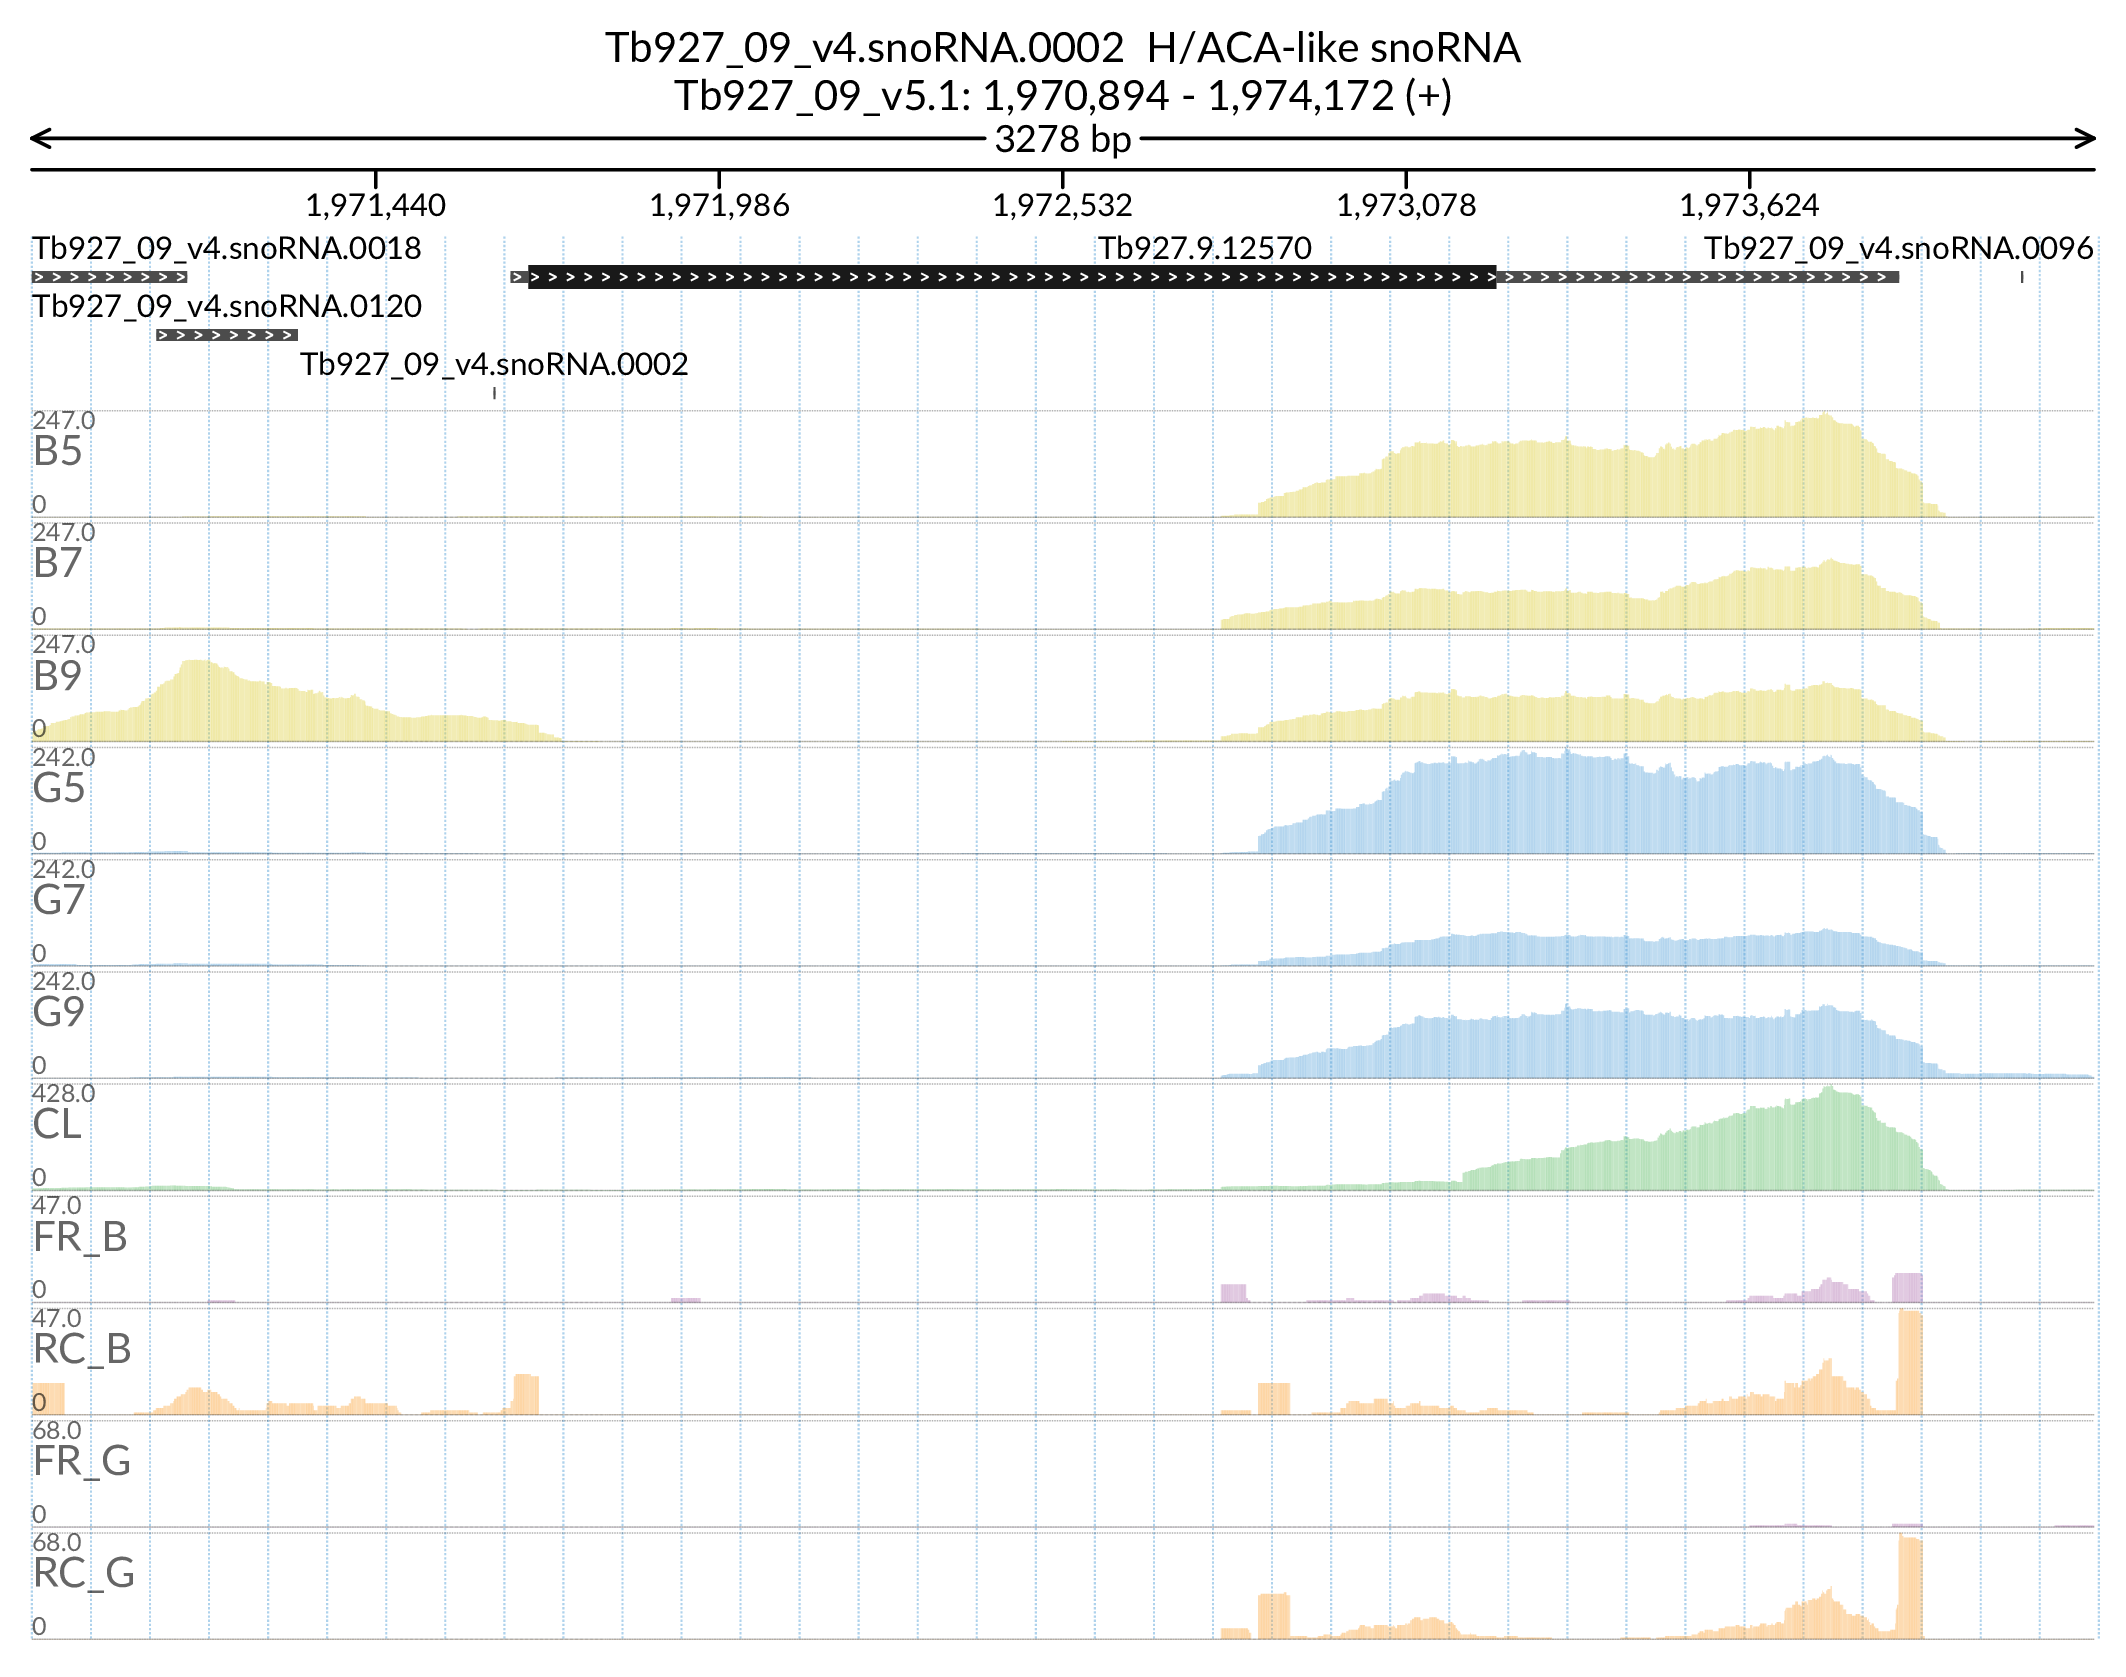 Tb927_09_v4.snoRNA.0002  H/ACA-like snoRNA
Tb927_09_v5.1: 1,970,894 - 1,974,172 (+)
3278 bp
1,971,440 1,971,986 1,972,532 1,973,078 1,973,624
Tb927_09_v4.snoRNA.0018 Tb927.9.12570 Tb927_09_v4.snoRNA.0096
Tb927_09_v4.snoRNA.0120
Tb927_09_v4.snoRNA.0002
247.0
B5
0
247.0
B7
0
247.0
B9
0
242.0
G5
0
242.0
G7
0
242.0
G9
0
428.0
CL
0
47.0
FR_B
0
47.0
RC_B
0
68.0
FR_G
0
68.0
RC_G
0